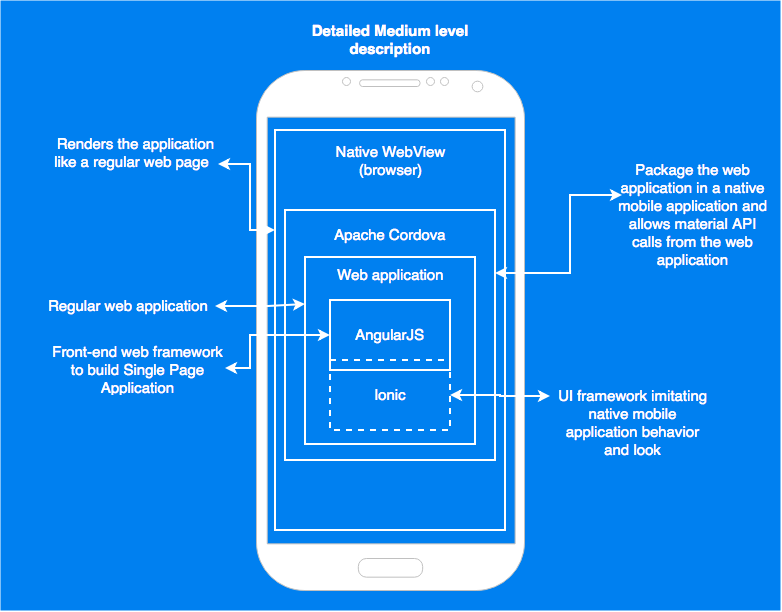 Detailed Medium level
description
Renders the application
like a regular web page
Native WebView
(browser)
Package the web
application in a native
mobile application and
allows material API
calls from the web
application
Apache Cordova
Web application
Regular web application
AngularJS
Front-end web framework
to build Single Page
Application
Ionic
UI framework imitating
native mobile
application behavior
and look